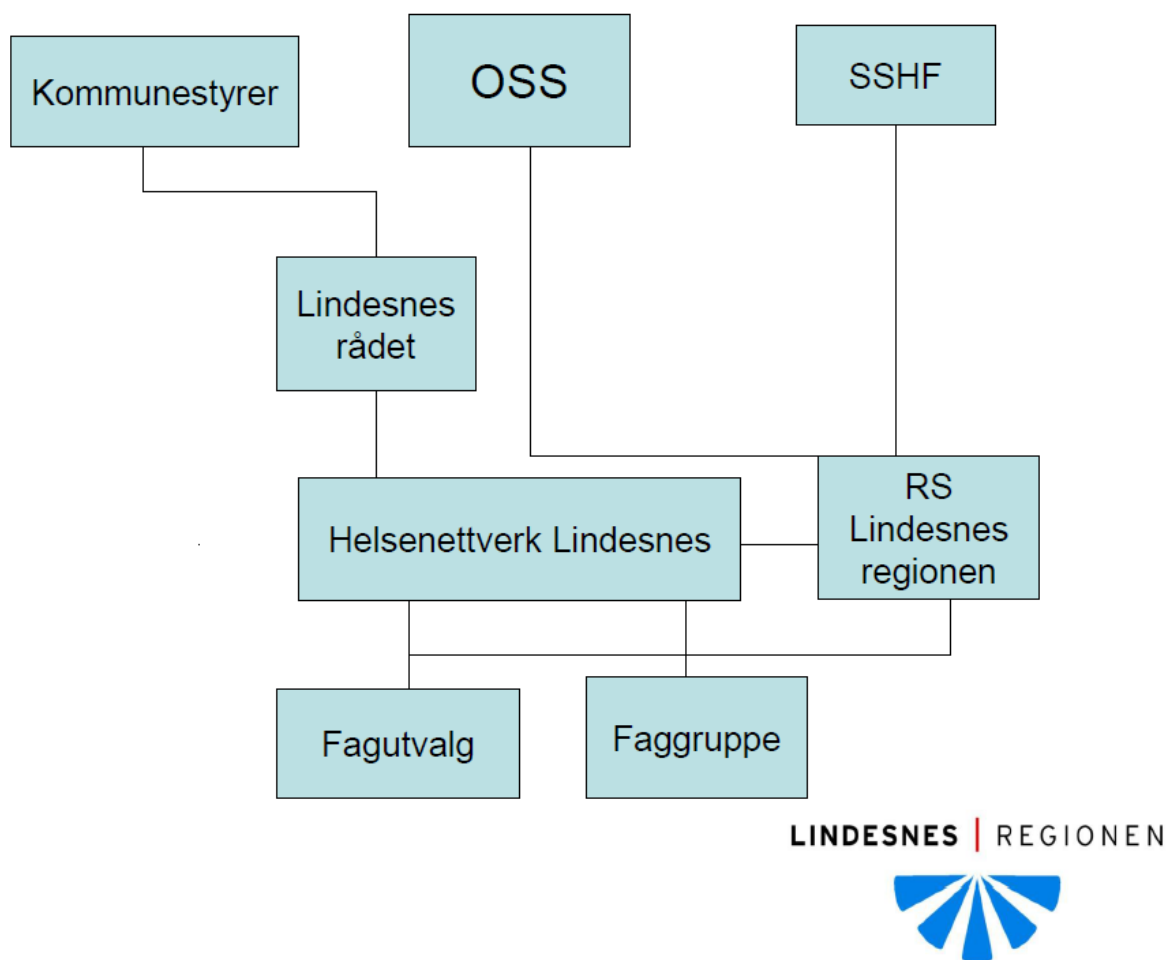 Kommunestyrer
OSS
SSHF
Lindesnes
rådet
Helsenettverk Lindesnes
RS
Lindesnes
regionen
Fagutvalg
Faggruppe
LINDESNES | REGIONEN